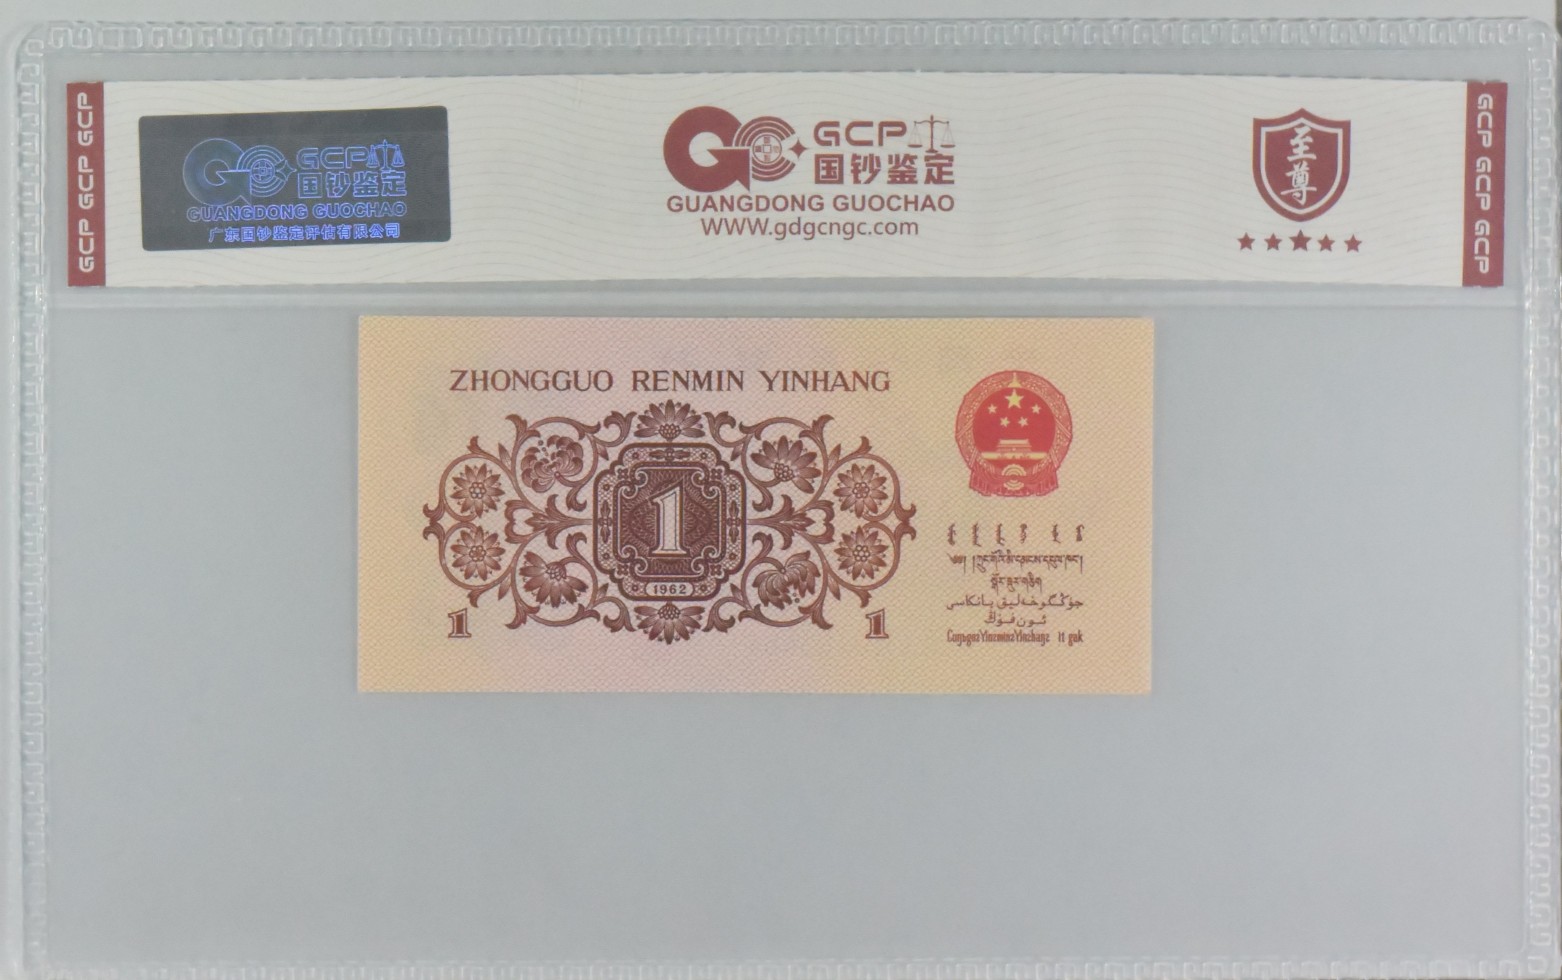 GCP GCP GCP
GCP
国钞鉴定
GUANGDONG GUOCHAO
广东国钞鉴定评估有限公司
GCP
国钞鉴定
GUANGDONG GUOCHAO
WWW.gdgcngc.com
至尊
GCP GCP GCP
ZHONGGUO RENMIN YINHANG
1
1962
1
1